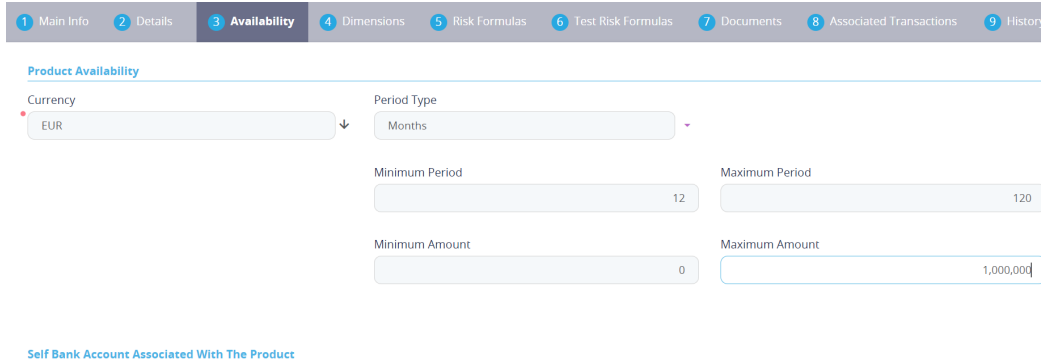 1 Main Info 2 Details 3 Availability 4 Dimensions 5 Risk Formulas 6 Test Risk Formulas 7 Documents 8 Associated Transactions 9 History
Product Availability
Currency Period Type
EUR Months
Minimum Period Maximum Period
12 120
Minimum Amount Maximum Amount
0 1,000,000
Self Bank Account Associated With The Product